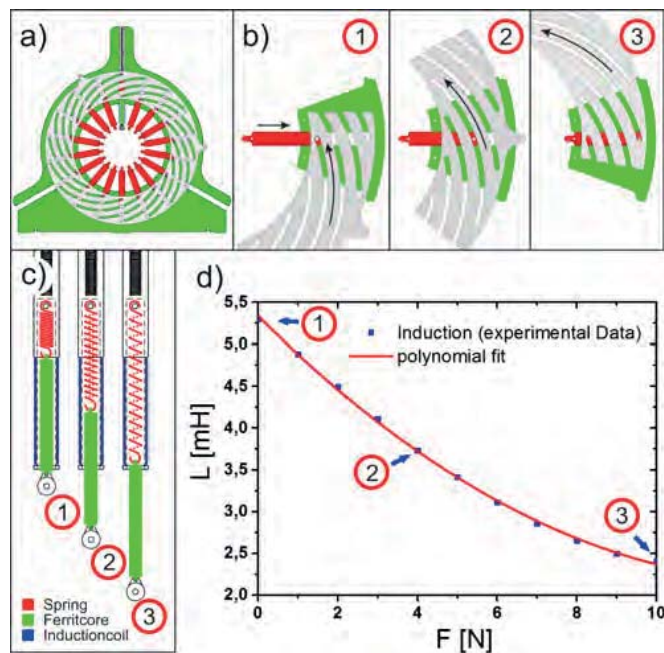 a)
b)
1
2
3
c)
1
2
3
Spring
Ferritcore
Inductioncoil
d)
5,5
5,0
4,5
4,0
3,5
3,0
2,5
2,0
L [mH]
1
Induction (experimental Data)
polynomial fit
2
3
0 2 4 6 8 10
F [N]